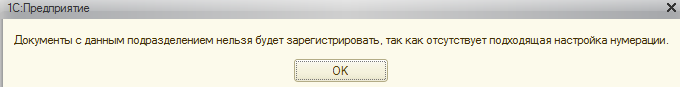 1С:Предприятие
Документы с данным подразделением нельзя будет зарегистрировать, так как отсутствует подходящая настройка нумерации.
OK